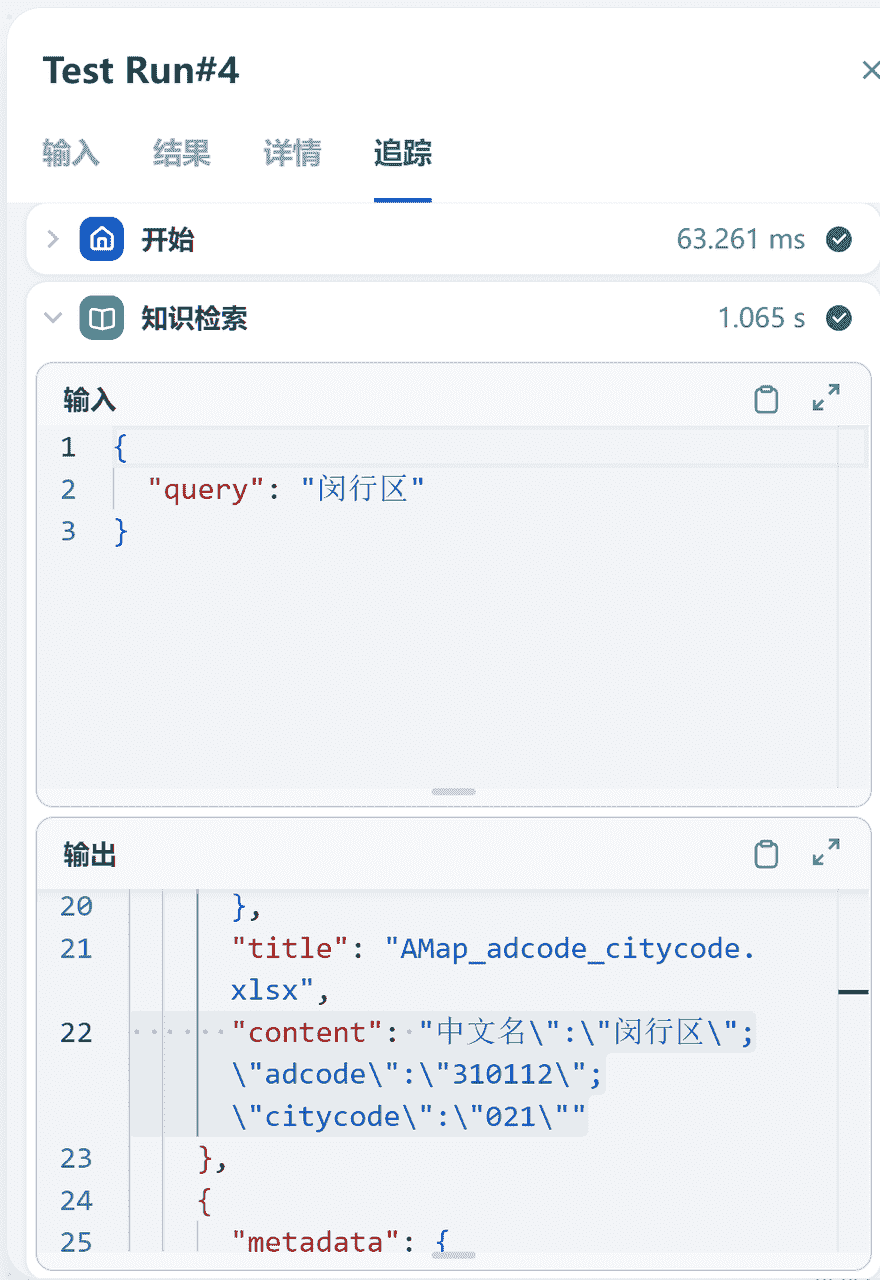 Test Run#4
输入 结果 详情 追踪
开始 63.261 ms
知识检索 1.065 s
输入
1 {
2 "query": "闵行区"
3 }
输出
20 },
21 "title": "AMap_adcode_citycode.
xlsx",
22 "content": "中文名\":\"闵行区\";
\"adcode\":\"310112\";
\"citycode\":\"021\""
23 },
24 {
25 "metadata": {